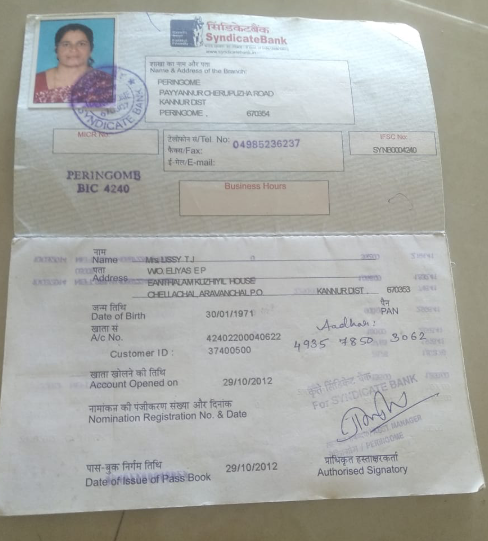 सिंडिकेटबैंक
SyndicateBank
शाखा का नाम और पता
Name & Address of the Branch
PERINGOME
PAYYANNUR CHERUPUZHA ROAD
KANNUR DIST
PERINGOME. 670354
SYNDICATE BANK
MICR No.
टेलीफोन सं/Tel. No: 04985236237
फैक्स/Fax:
ई-मेल/E-mail:
IFSC No.
SYNB0004240
PERINGOMB
BIC 4240
Business Hours
नाम
Name Mrs LISSY T.J
पता W/O. ELIYAS E P
Address EANTHALAM KUZHIYIL HOUSE
CHELLACHAL ARAVANCHAL P.O. KANNUR DIST. 670353
जन्म तिथि
Date of Birth 30/01/1971
पैन
PAN
खाता सं
A/c No. 42402200040622
Aadhar:
4935 7850 3062
Customer ID : 37400500
खाता खोलने की तिथि
Account Opened on 29/10/2012
For SYNDICATE BANK
नामांकन की पंजीकरण संख्या और दिनांक
Nomination Registration No. & Date
MANAGER
PERINGOME
पास-बुक निर्गम तिथि
Date of Issue of Pass Book 29/10/2012
प्राधिकृत हस्ताक्षरकर्ता
Authorised Signatory